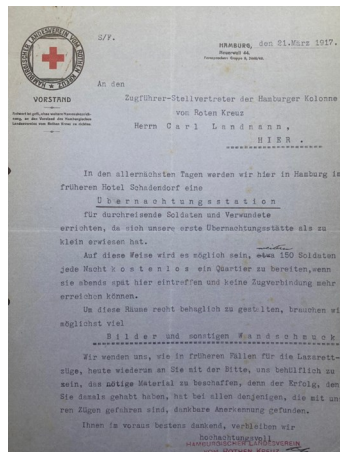 HAMBURGISCHER LANDESVEREIN VOM ROTEN KREUZ
VORSTAND
S/F.
HAMBURG, den 21.März 1917.
An den
Zugführer-Stellvertreter der Hamburger Kolonne
vom Roten Kreuz
Herrn Carl Landmann,
HIER.
In den allernächsten Tagen werden wir hier in Hamburg im
früheren Hotel Schadendorf eine
Übernachtungsstation
für durchreisende Soldaten und Verwundete
errichten, da sich unsere erste Übernachtungsstätte als zu
klein erwiesen hat.
Auf diese Weise wird es möglich sein, etwa 150 Soldaten
jede Nacht kostenlos ein Quartier zu bereiten, wenn
sie abends spät hier eintreffen und keine Zugverbindung mehr
erreichen können.
Um diese Räume recht behaglich zu gestalten, brauchen wir
möglichst viel
Bilder und sonstigen Wandschmuck
Wir wenden uns, wie in früheren Fällen für die Lazarett-
züge, heute wiederum an Sie mit der Bitte, uns behilflich zu
sein, das nötige Material zu beschaffen, denn der Erfolg, den
Sie damals gehabt haben, hat bei allen denjenigen, die mit uns
ren Zügen gefahren sind, dankbare Anerkennung gefunden.
Ihnen im voraus bestens dankend, verbleiben wir
hochachtungsvoll
HAMBURGISCHER LANDESVEREIN
VOM ROTHEN KREUZ